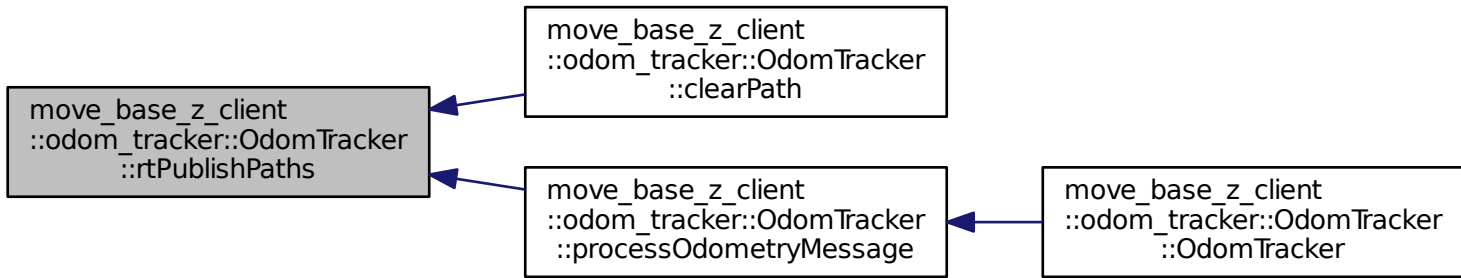 move_base_z_client
::odom_tracker::OdomTracker
::rtPublishPaths
move_base_z_client
::odom_tracker::OdomTracker
::clearPath
move_base_z_client
::odom_tracker::OdomTracker
::processOdometryMessage
move_base_z_client
::odom_tracker::OdomTracker
::OdomTracker